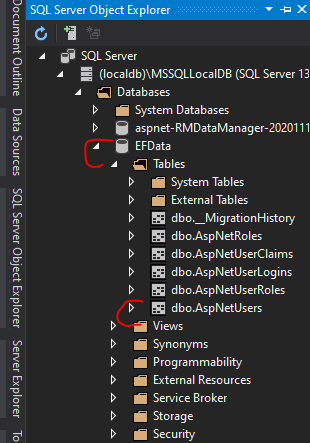 SQL Server Object Explorer
SQL Server
(localdb)\MSSQLLocalDB (SQL Server 13
Databases
System Databases
aspnet-RMDataManager-20201111
EFData
Tables
System Tables
External Tables
dbo.__MigrationHistory
dbo.AspNetRoles
dbo.AspNetUserClaims
dbo.AspNetUserLogins
dbo.AspNetUserRoles
dbo.AspNetUsers
Views
Synonyms
Programmability
External Resources
Service Broker
Storage
Security
Document Outline
Data Sources
SQL Server Object Explorer
Server Explorer
To